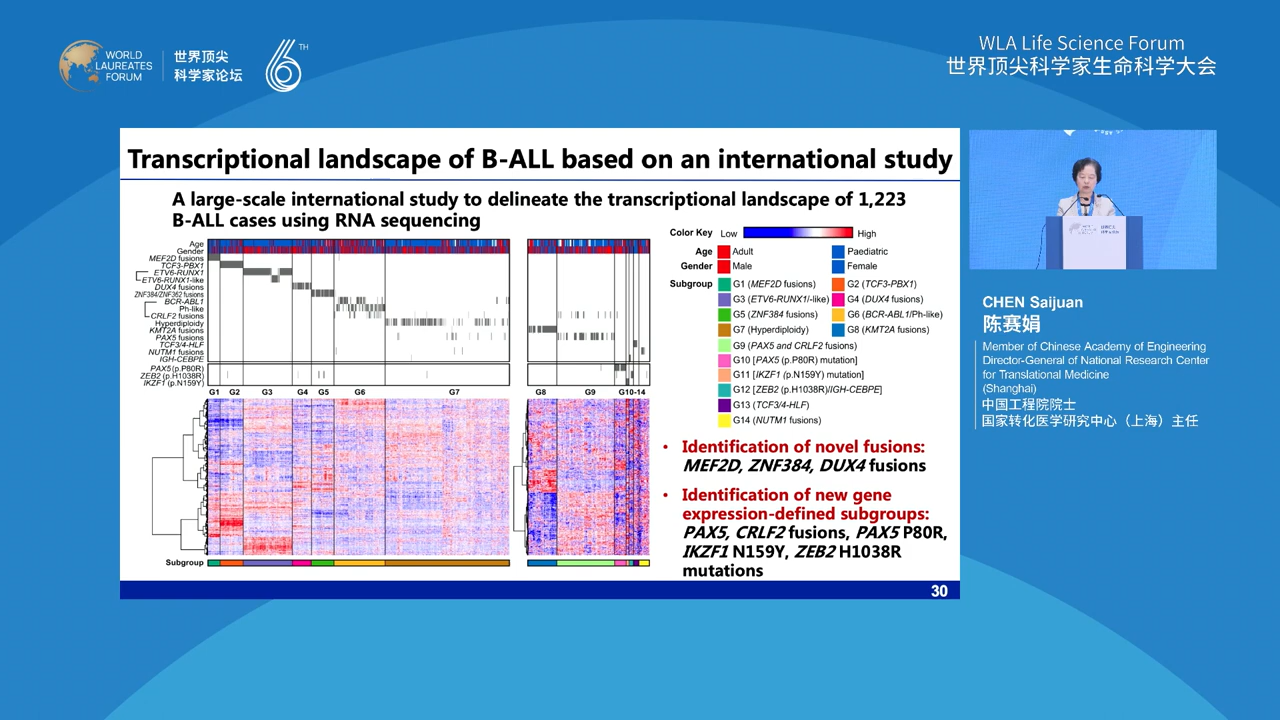 WORLD
LAUREATES
FORUM
世界顶尖
科学家论坛
6TH
WLA Life Science Forum
世界顶尖科学家生命科学大会
Transcriptional landscape of B-ALL based on an international study
A large-scale international study to delineate the transcriptional landscape of 1,223
B-ALL cases using RNA sequencing
Age
Gender
MEF2D fusions
TCF3-PBX1
ETV6-RUNX1
ETV6-RUNX1-like
DUX4 fusions
ZNF384/ZNF362 fusions
BCR-ABL1
Ph-like
CRLF2 fusions
Hyperdiploidy
KMT2A fusions
PAX5 fusions
TCF3/4-HLF
NUTM1 fusions
IGH-CEBPE
PAX5 (p.P80R)
ZEB2 (p.H1038R)
IKZF1 (p.N159Y)
G1 G2 G3 G4 G5 G6 G7 G8 G9 G10-14
Subgroup
Color Key Low High
Age Adult Paediatric
Gender Male Female
Subgroup G1 (MEF2D fusions) G2 (TCF3-PBX1)
G3 (ETV6-RUNX1/-like) G4 (DUX4 fusions)
G5 (ZNF384 fusions) G6 (BCR-ABL1/Ph-like)
G7 (Hyperdiploidy) G8 (KMT2A fusions)
G9 (PAX5 and CRLF2 fusions)
G10 [PAX5 (p.P80R) mutation]
G11 [IKZF1 (p.N159Y) mutation]
G12 [ZEB2 (p.H1038R)/IGH-CEBPE]
G13 (TCF3/4-HLF)
G14 (NUTM1 fusions)
• Identification of novel fusions:
MEF2D, ZNF384, DUX4 fusions
• Identification of new gene
expression-defined subgroups:
PAX5, CRLF2 fusions, PAX5 P80R,
IKZF1 N159Y, ZEB2 H1038R
mutations
30
CHEN Saijuan
陈赛娟
Member of Chinese Academy of Engineering
Director-General of National Research Center
for Translational Medicine
(Shanghai)
中国工程院院士
国家转化医学研究中心（上海）主任